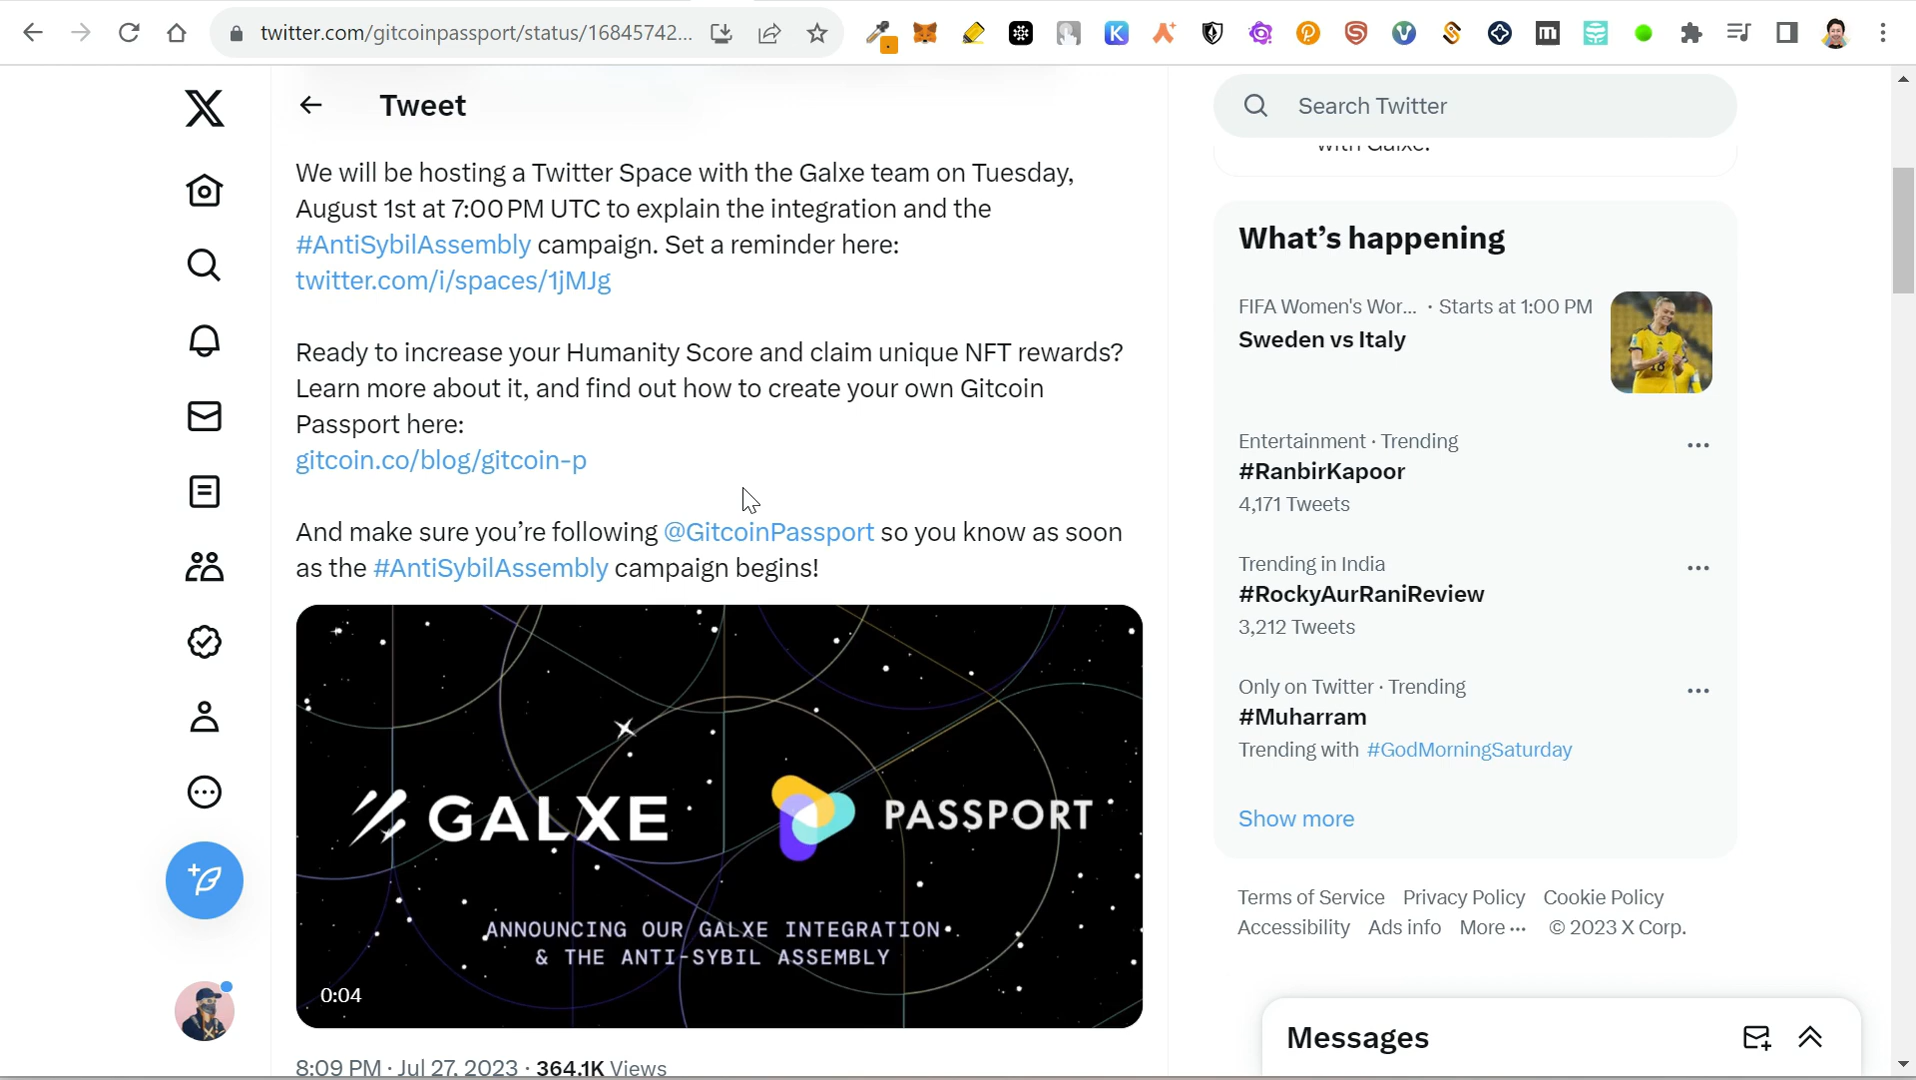 twitter.com/gitcoinpassport/status/16845742...
Tweet
We will be hosting a Twitter Space with the Galxe team on Tuesday,
August 1st at 7:00 PM UTC to explain the integration and the
#AntiSybilAssembly campaign. Set a reminder here:
twitter.com/i/spaces/1jMJg
Ready to increase your Humanity Score and claim unique NFT rewards?
Learn more about it, and find out how to create your own Gitcoin
Passport here:
gitcoin.co/blog/gitcoin-p
And make sure you’re following @GitcoinPassport so you know as soon
as the #AntiSybilAssembly campaign begins!
GALXE
PASSPORT
ANNOUNCING OUR GALXE INTEGRATION
& THE ANTI-SYBIL ASSEMBLY
0:04
8:09 PM · Jul 27, 2023 · 364.1K Views
Search Twitter
with Galxe.
What’s happening
FIFA Women's Wor... · Starts at 1:00 PM
Sweden vs Italy
Entertainment · Trending
#RanbirKapoor
4,171 Tweets
Trending in India
#RockyAurRaniReview
3,212 Tweets
Only on Twitter · Trending
#Muharram
Trending with #GodMorningSaturday
Show more
Terms of Service Privacy Policy Cookie Policy
Accessibility Ads info More ··· © 2023 X Corp.
Messages